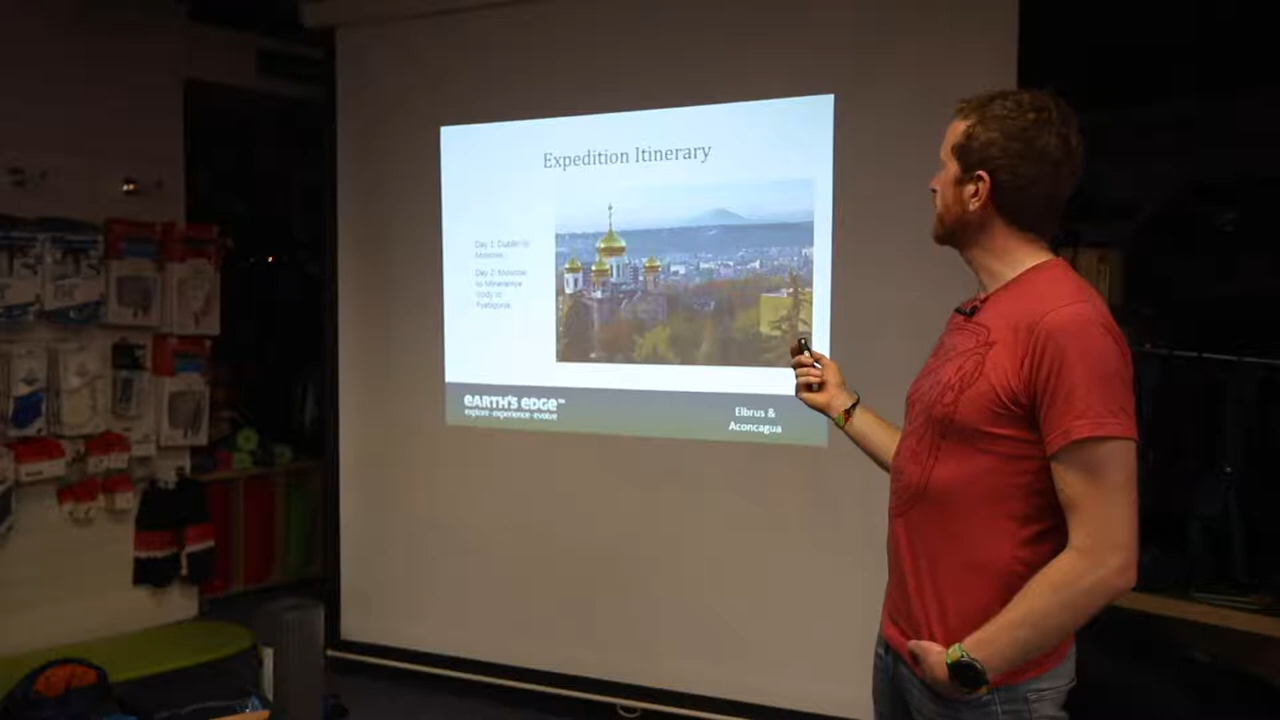 Expedition Itinerary
Day 1: Dublin to
Moscow.
Day 2: Moscow
to Mineralnye
Vody to
Pyatigorsk.
eARTH'S eDGE™
explore·experience·evolve
Elbrus &
Aconcagua